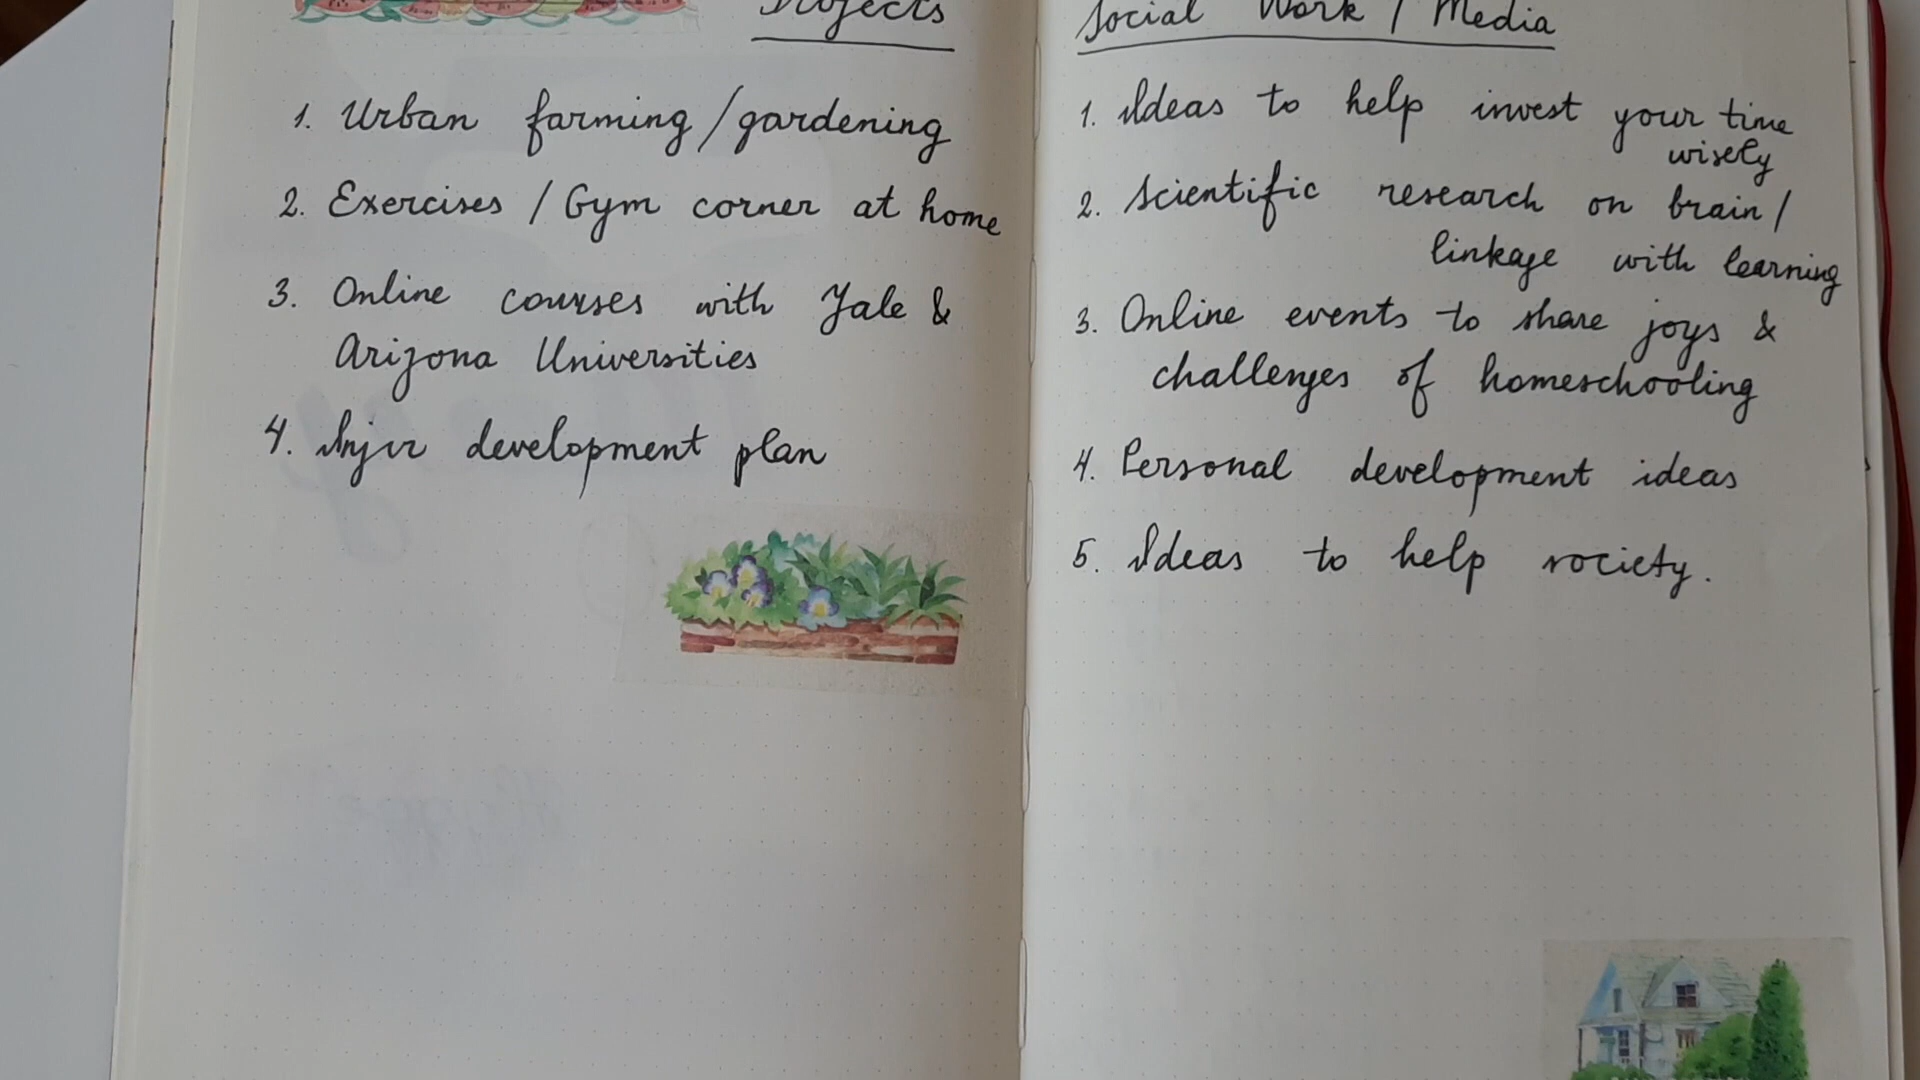 Projects
1. Urban farming / gardening
2. Exercises / Gym corner at home
3. Online courses with Yale &
Arizona Universities
4. development plan
Social Work / Media
1. Ideas to help invest your time
wisely
2. Scientific research on brain /
linkage with learning
3. Online events to share joys &
challenges of homeschooling
4. Personal development ideas
5. Ideas to help society.